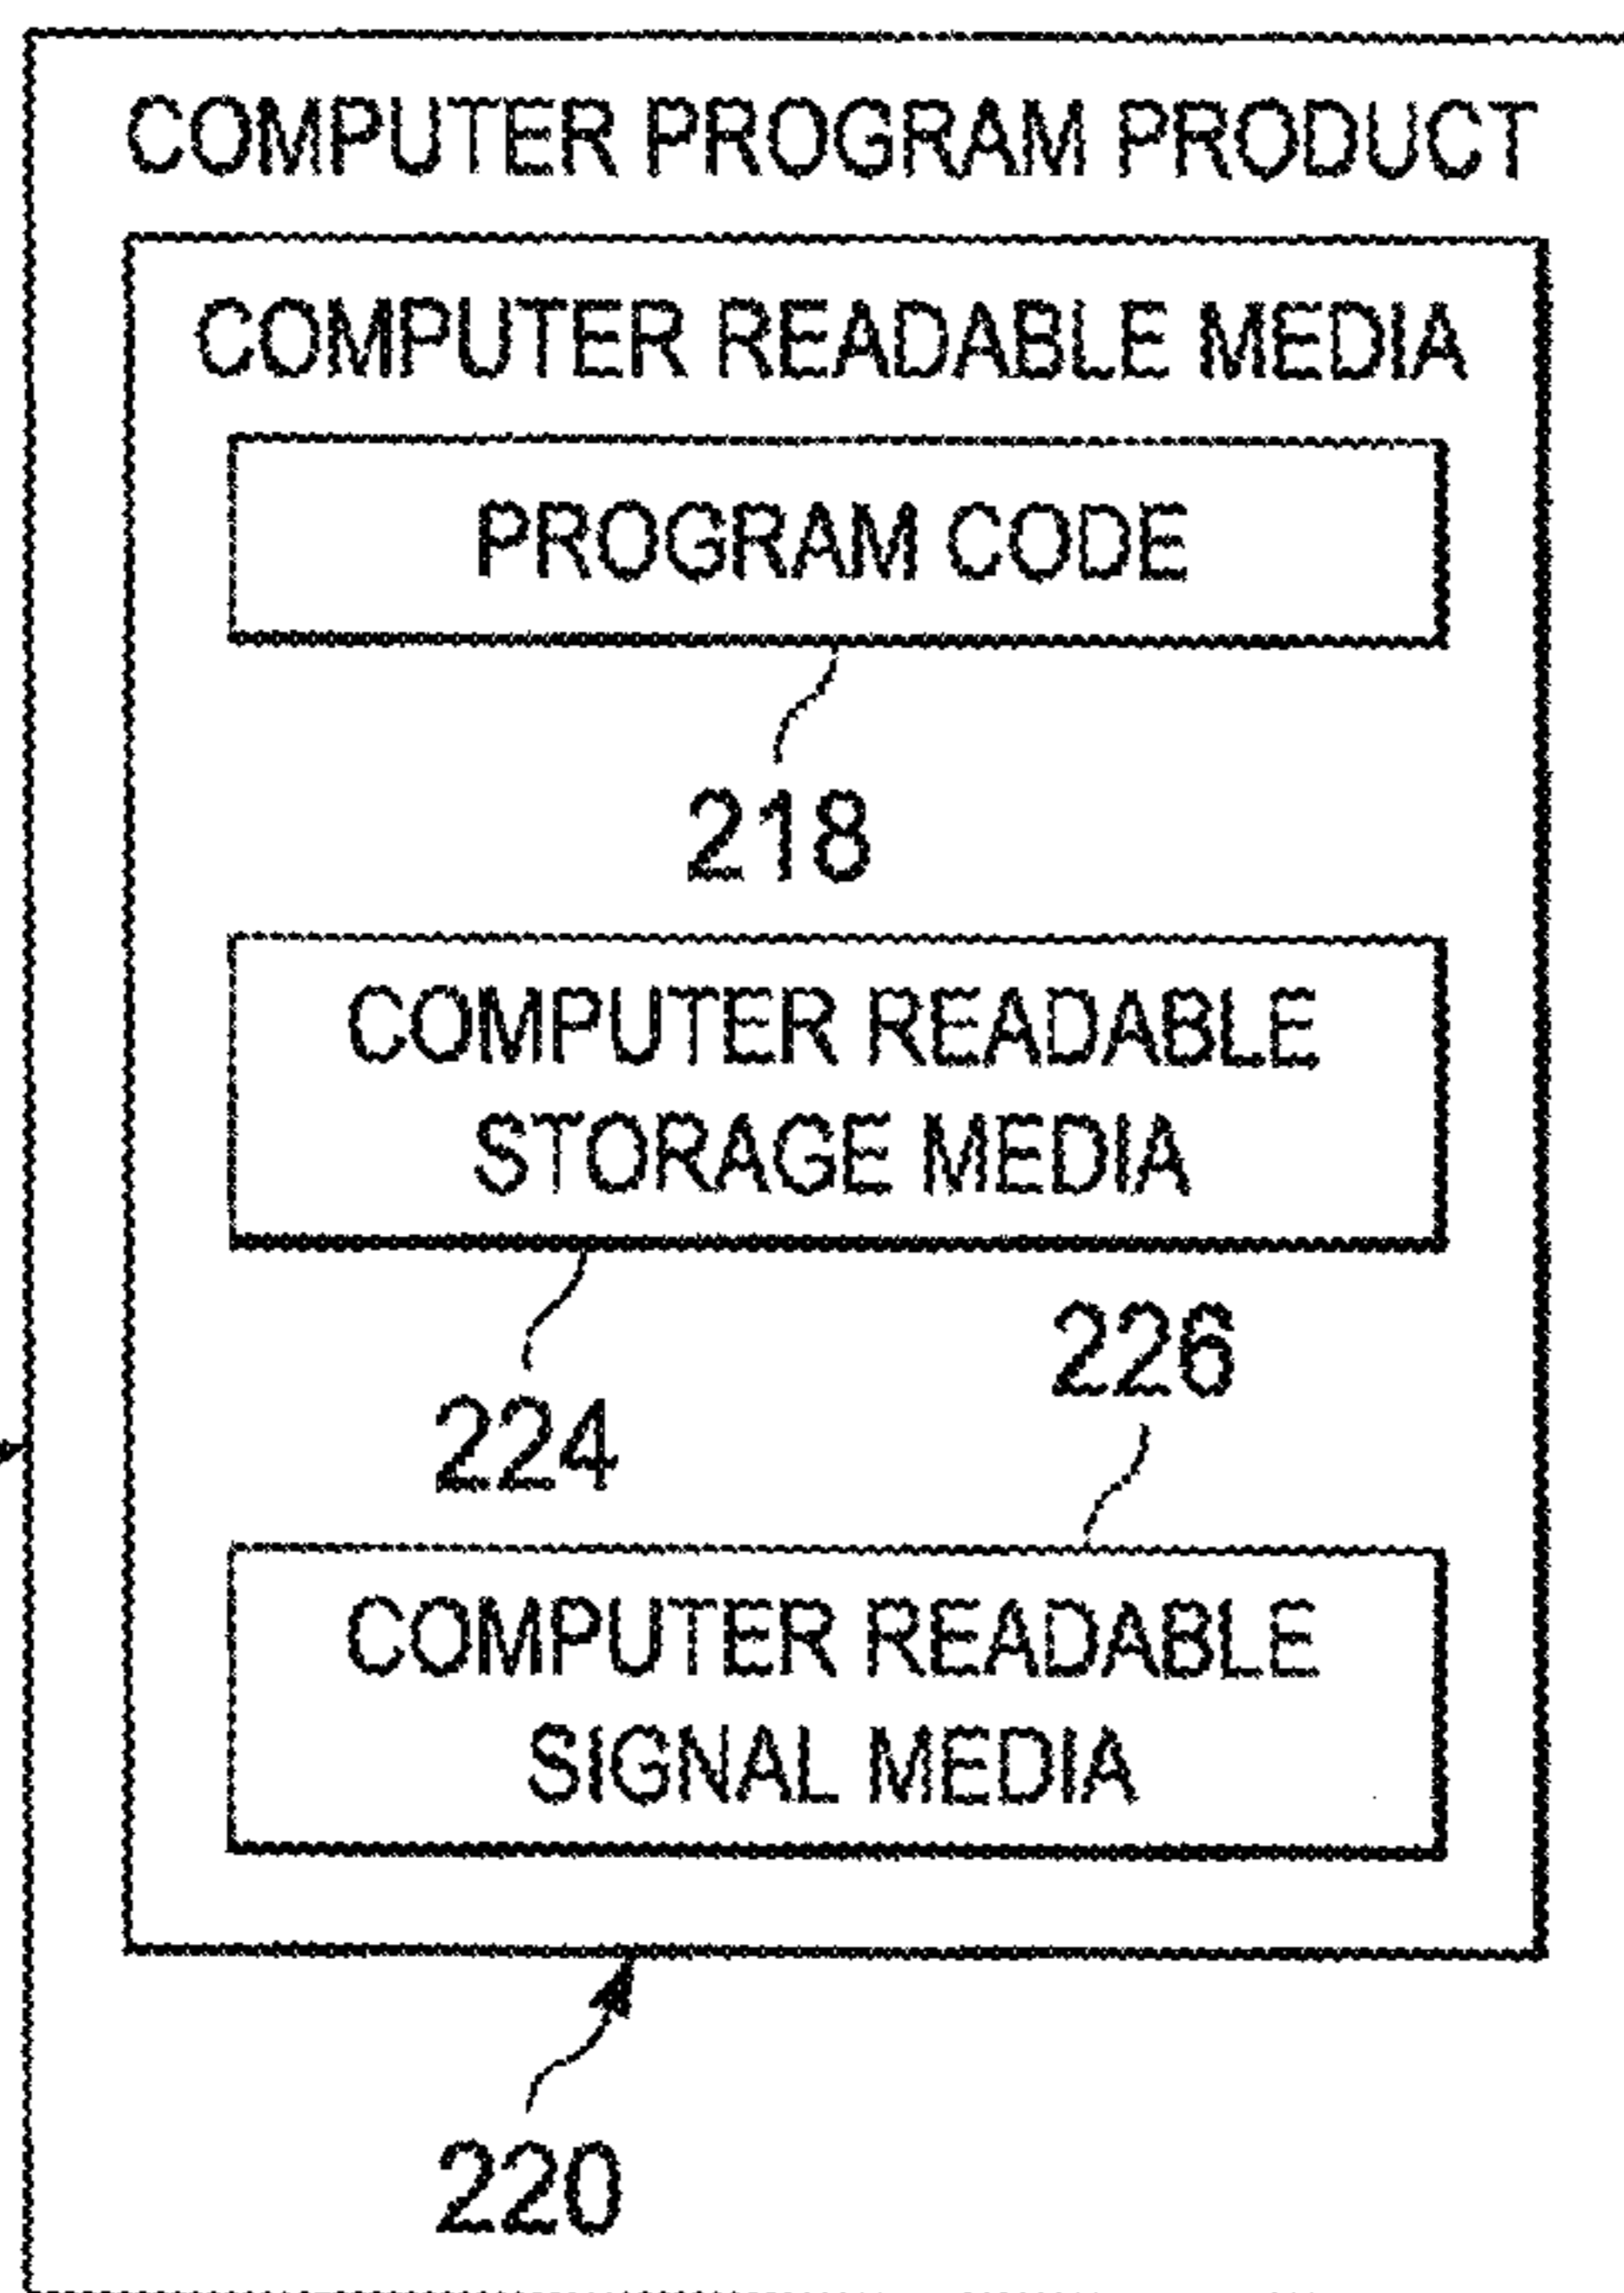 COMPUTER PROGRAM PRODUCT
COMPUTER READABLE MEDIA
PROGRAM CODE
218
COMPUTER READABLE
STORAGE MEDIA
224
226
COMPUTER READABLE
SIGNAL MEDIA
220